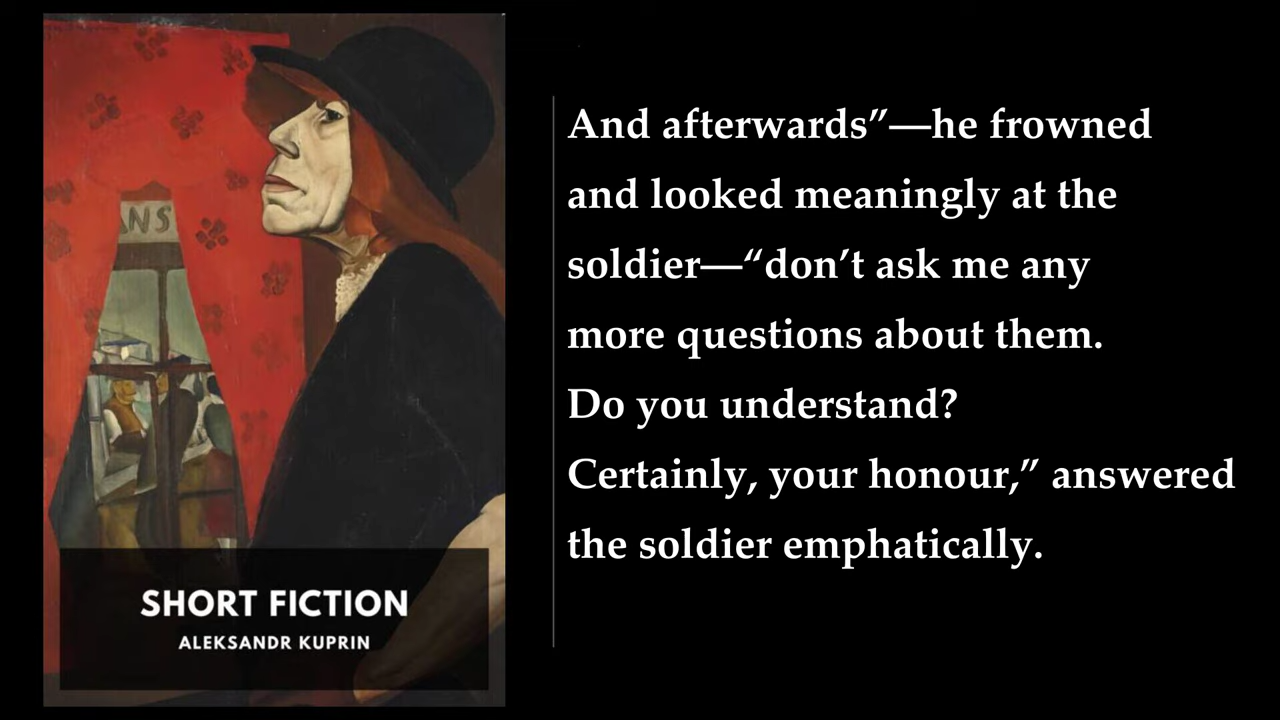 ANS
SHORT FICTION
ALEKSANDR KUPRIN
And afterwards”—he frowned
and looked meaningly at the
soldier—“don’t ask me any
more questions about them.
Do you understand?
Certainly, your honour,” answered
the soldier emphatically.